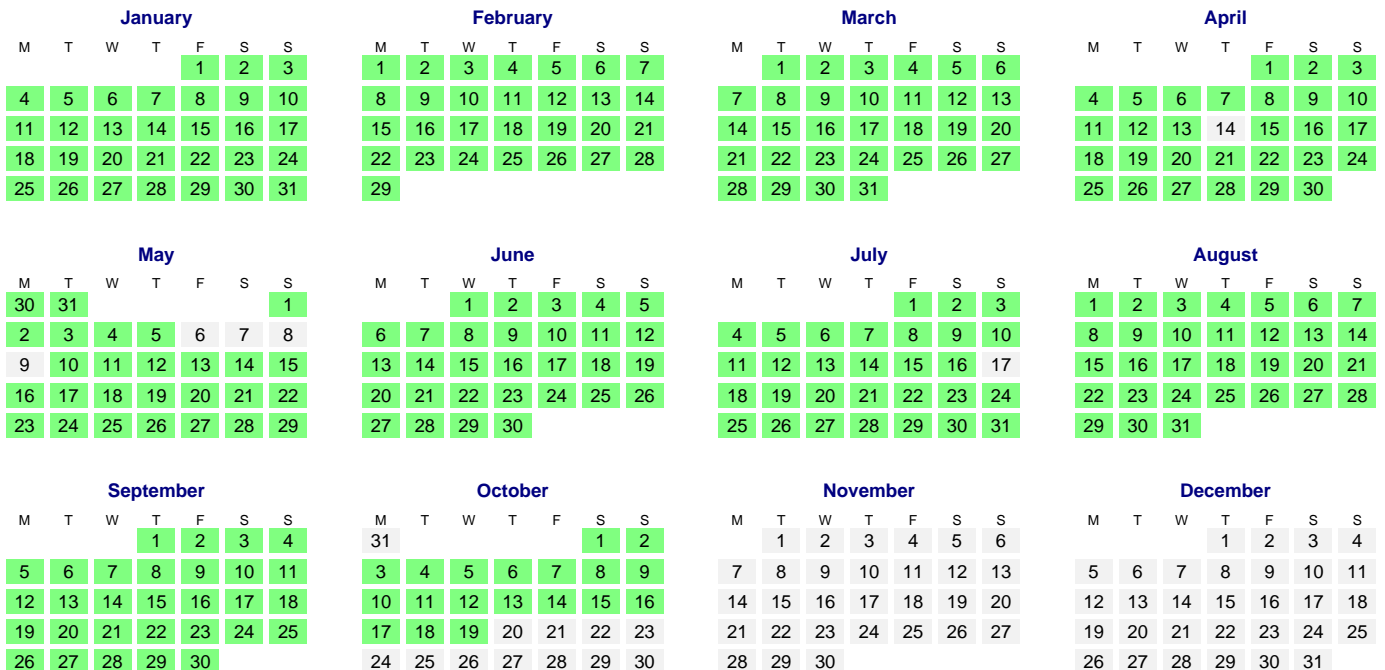 January
M T W T F S S
1 2 3
4 5 6 7 8 9 10
11 12 13 14 15 16 17
18 19 20 21 22 23 24
25 26 27 28 29 30 31
February
M T W T F S S
1 2 3 4 5 6 7
8 9 10 11 12 13 14
15 16 17 18 19 20 21
22 23 24 25 26 27 28
29
March
M T W T F S S
1 2 3 4 5 6
7 8 9 10 11 12 13
14 15 16 17 18 19 20
21 22 23 24 25 26 27
28 29 30 31
April
M T W T F S S
1 2 3
4 5 6 7 8 9 10
11 12 13 14 15 16 17
18 19 20 21 22 23 24
25 26 27 28 29 30
May
M T W T F S S
30 31 1
2 3 4 5 6 7 8
9 10 11 12 13 14 15
16 17 18 19 20 21 22
23 24 25 26 27 28 29
June
M T W T F S S
1 2 3 4 5
6 7 8 9 10 11 12
13 14 15 16 17 18 19
20 21 22 23 24 25 26
27 28 29 30
July
M T W T F S S
1 2 3
4 5 6 7 8 9 10
11 12 13 14 15 16 17
18 19 20 21 22 23 24
25 26 27 28 29 30 31
August
M T W T F S S
1 2 3 4 5 6 7
8 9 10 11 12 13 14
15 16 17 18 19 20 21
22 23 24 25 26 27 28
29 30 31
September
M T W T F S S
1 2 3 4
5 6 7 8 9 10 11
12 13 14 15 16 17 18
19 20 21 22 23 24 25
26 27 28 29 30
October
M T W T F S S
31 1 2
3 4 5 6 7 8 9
10 11 12 13 14 15 16
17 18 19 20 21 22 23
24 25 26 27 28 29 30
November
M T W T F S S
1 2 3 4 5 6
7 8 9 10 11 12 13
14 15 16 17 18 19 20
21 22 23 24 25 26 27
28 29 30
December
M T W T F S S
1 2 3 4
5 6 7 8 9 10 11
12 13 14 15 16 17 18
19 20 21 22 23 24 25
26 27 28 29 30 31